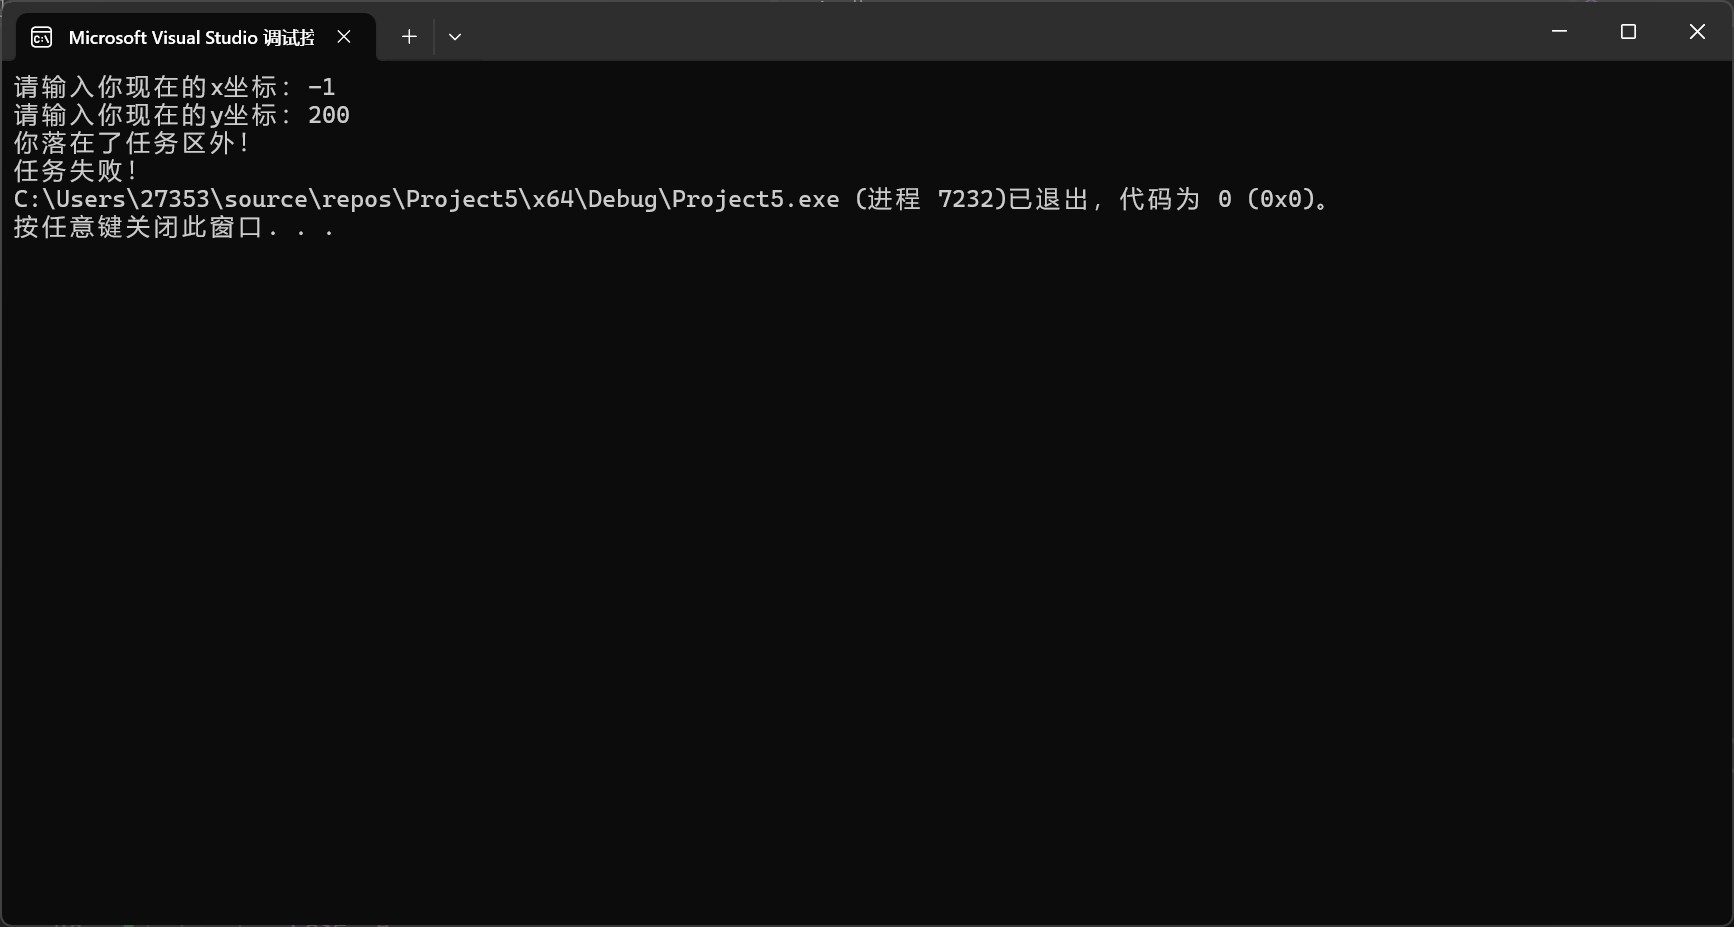 Microsoft Visual Studio 调试控
请输入你现在的x坐标：-1
请输入你现在的y坐标：200
你落在了任务区外！
任务失败！
C:\Users\27353\source\repos\Project5\x64\Debug\Project5.exe (进程 7232)已退出，代码为 0 (0x0)。
按任意键关闭此窗口. . .